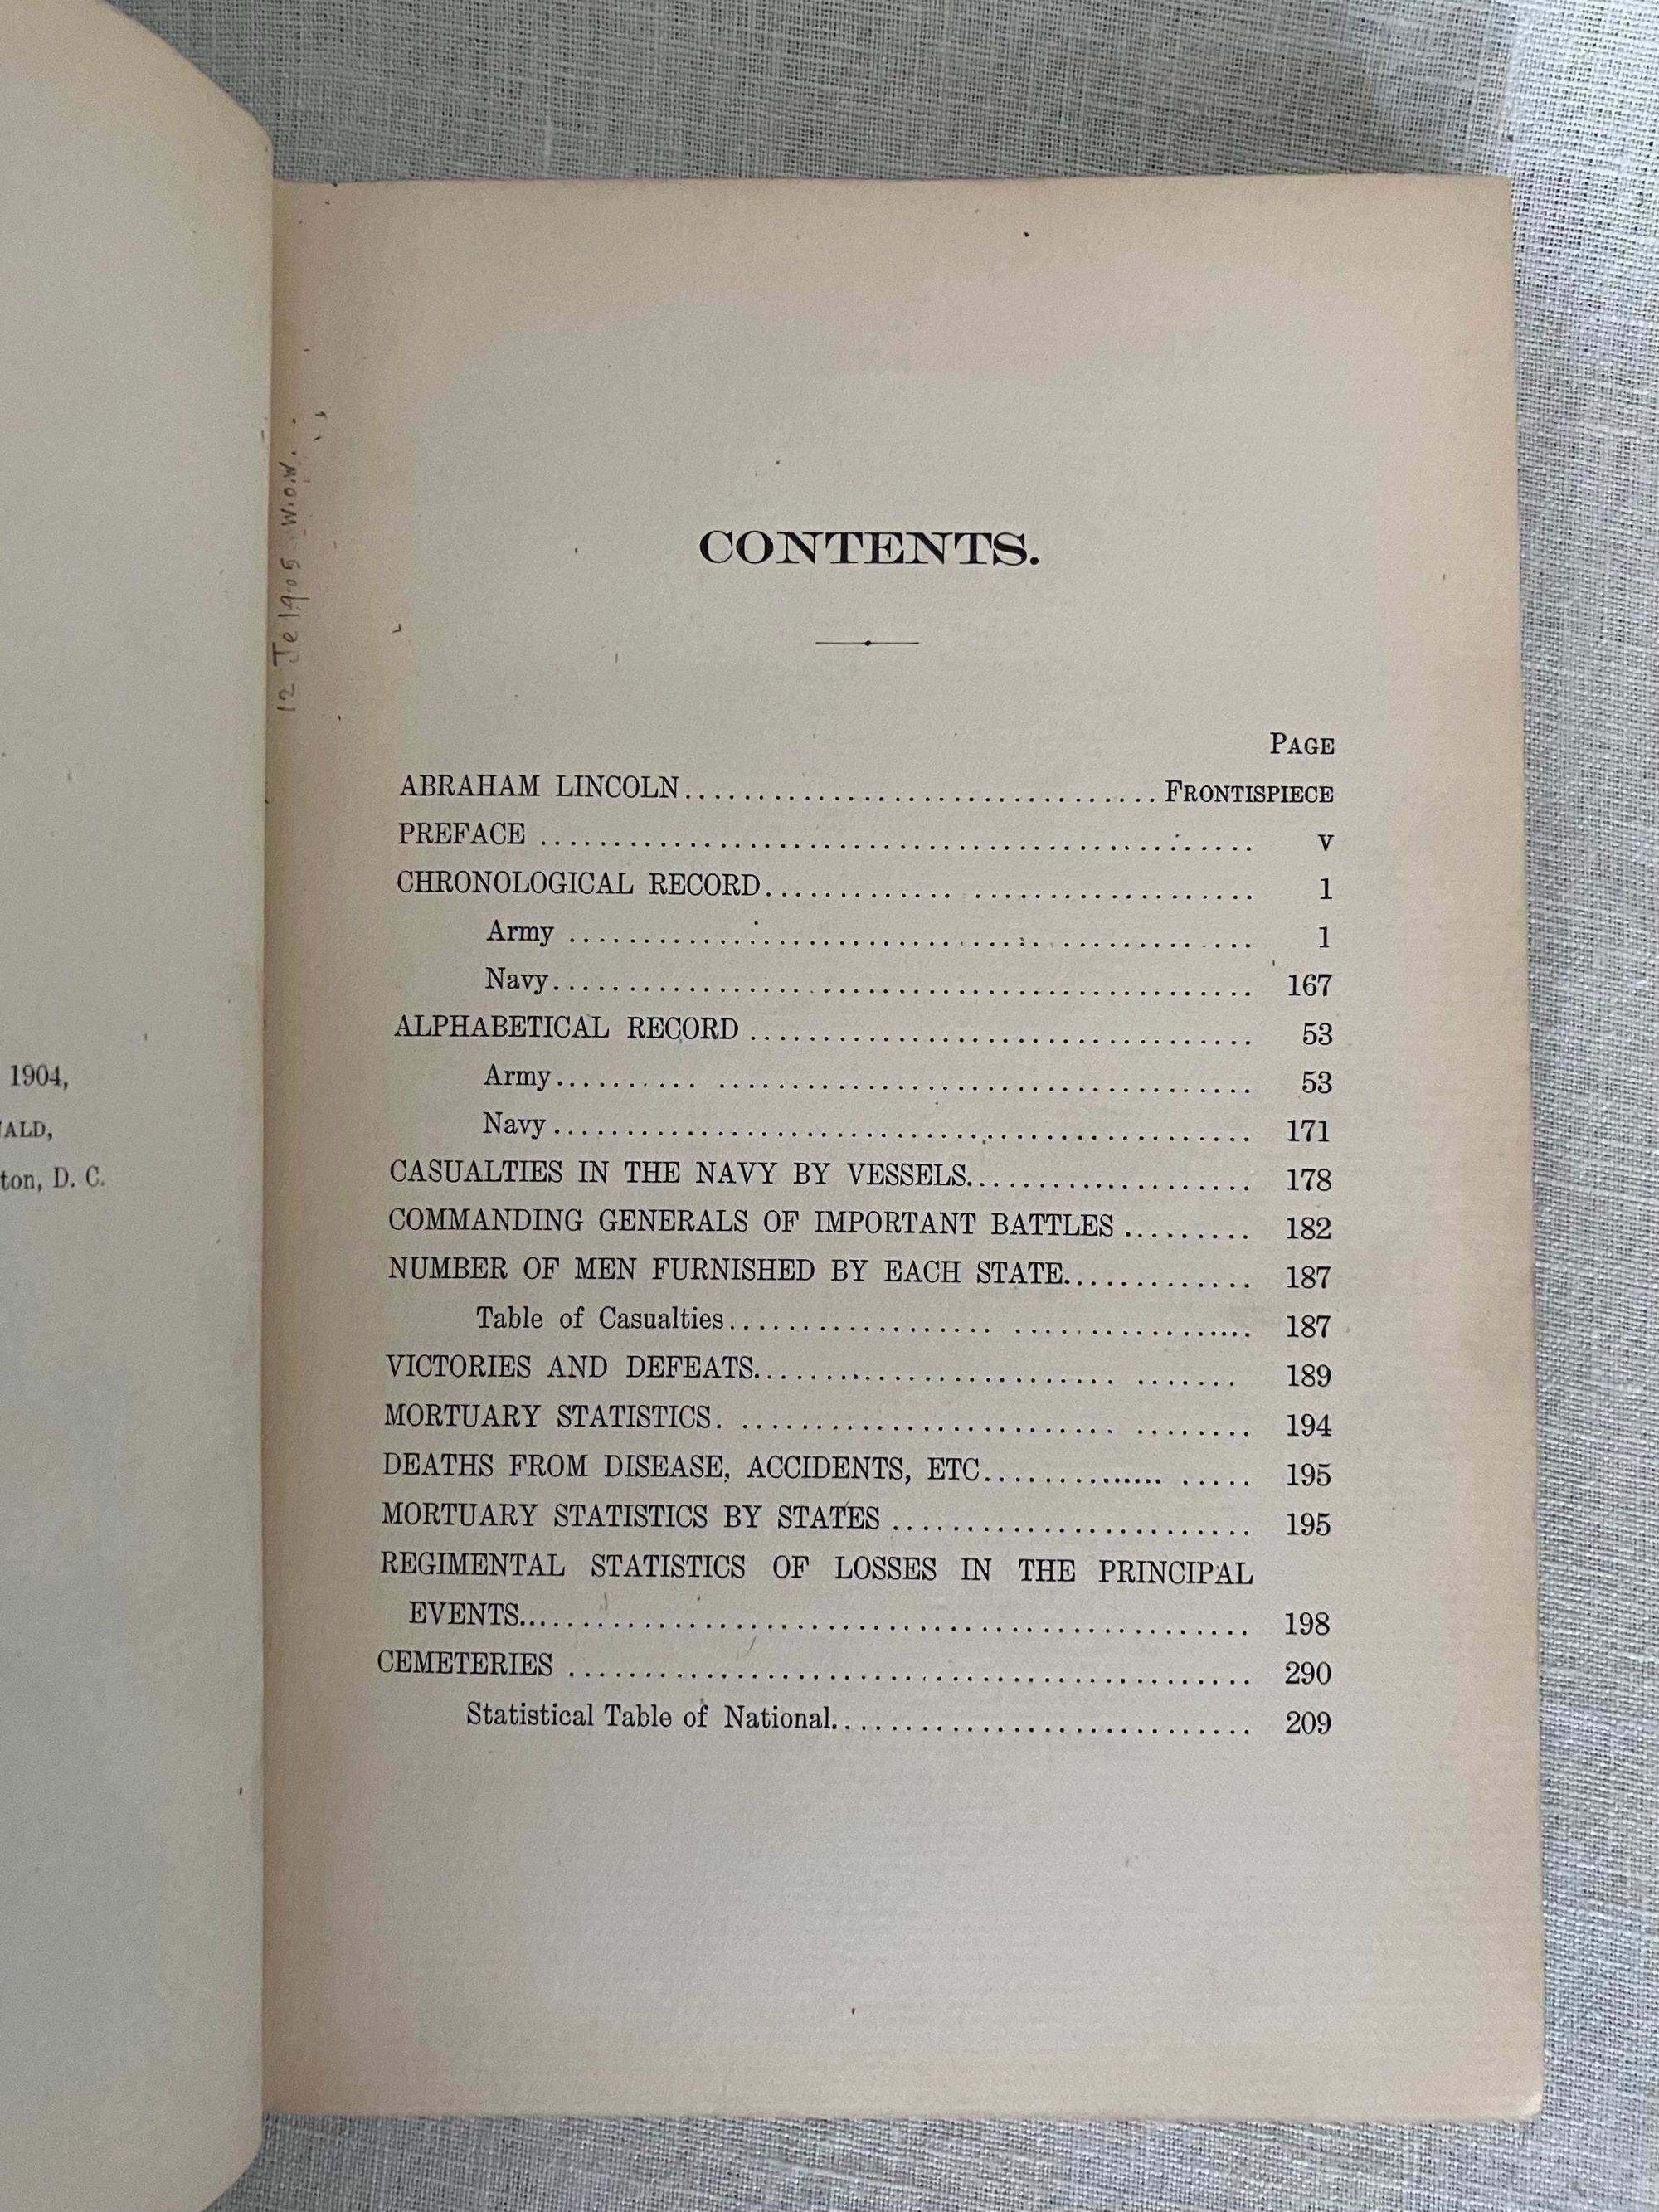 1904,
ALD,
ton, D. C.
12 Je 1905 W.O.W.
CONTENTS.
PAGE
ABRAHAM LINCOLN................................FRONTISPIECE
PREFACE ................................................ v
CHRONOLOGICAL RECORD................................ 1
Army ................................................ 1
Navy................................................ 167
ALPHABETICAL RECORD ................................ 53
Army................................................ 53
Navy................................................ 171
CASUALTIES IN THE NAVY BY VESSELS................... 178
COMMANDING GENERALS OF IMPORTANT BATTLES ......... 182
NUMBER OF MEN FURNISHED BY EACH STATE............. 187
Table of Casualties.................................. 187
VICTORIES AND DEFEATS................................ 189
MORTUARY STATISTICS. ................................ 194
DEATHS FROM DISEASE, ACCIDENTS, ETC.................. 195
MORTUARY STATISTICS BY STATES ........................ 195
REGIMENTAL STATISTICS OF LOSSES IN THE PRINCIPAL
EVENTS................................................ 198
CEMETERIES ............................................ 290
Statistical Table of National............................ 209